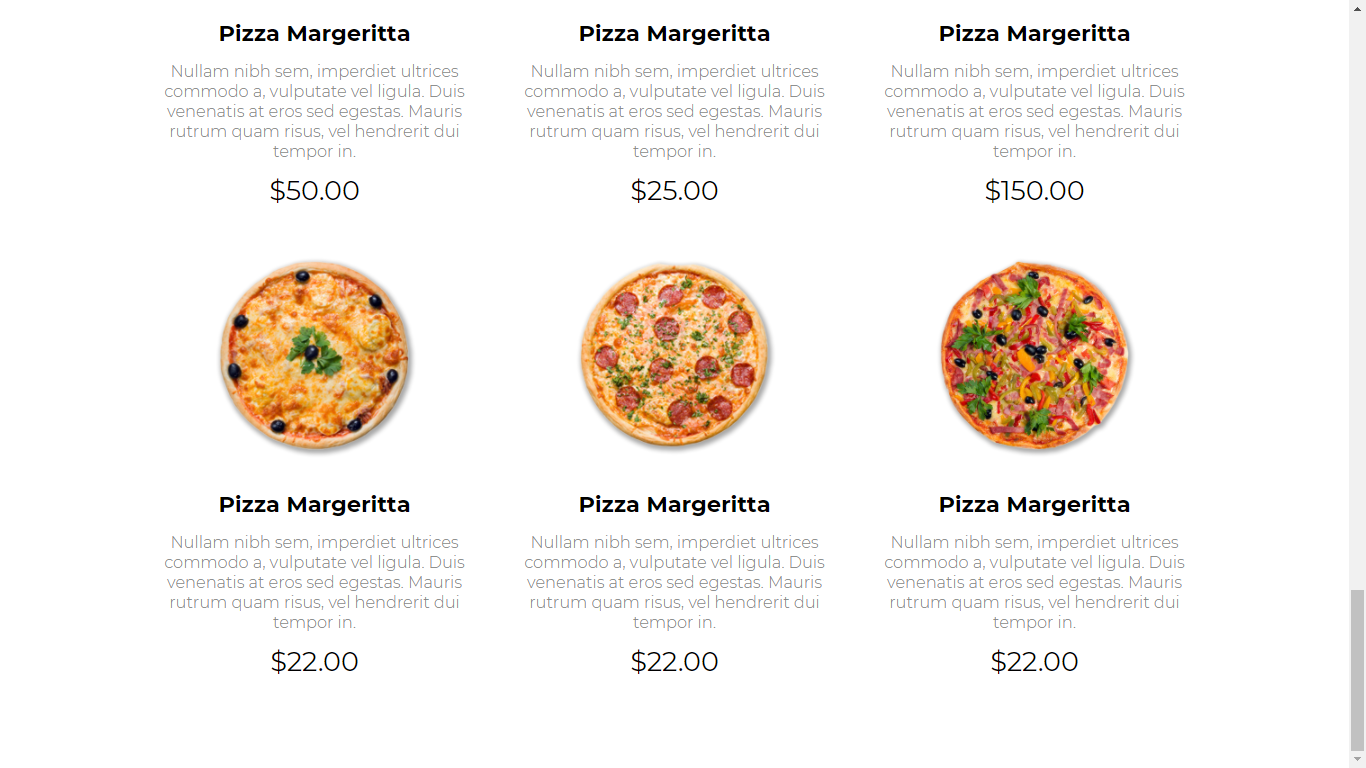 Pizza Margeritta
Nullam nibh sem, imperdiet ultrices
commodo a, vulputate vel ligula. Duis
venenatis at eros sed egestas. Mauris
rutrum quam risus, vel hendrerit dui
tempor in.
$50.00
Pizza Margeritta
Nullam nibh sem, imperdiet ultrices
commodo a, vulputate vel ligula. Duis
venenatis at eros sed egestas. Mauris
rutrum quam risus, vel hendrerit dui
tempor in.
$25.00
Pizza Margeritta
Nullam nibh sem, imperdiet ultrices
commodo a, vulputate vel ligula. Duis
venenatis at eros sed egestas. Mauris
rutrum quam risus, vel hendrerit dui
tempor in.
$150.00
Pizza Margeritta
Nullam nibh sem, imperdiet ultrices
commodo a, vulputate vel ligula. Duis
venenatis at eros sed egestas. Mauris
rutrum quam risus, vel hendrerit dui
tempor in.
$22.00
Pizza Margeritta
Nullam nibh sem, imperdiet ultrices
commodo a, vulputate vel ligula. Duis
venenatis at eros sed egestas. Mauris
rutrum quam risus, vel hendrerit dui
tempor in.
$22.00
Pizza Margeritta
Nullam nibh sem, imperdiet ultrices
commodo a, vulputate vel ligula. Duis
venenatis at eros sed egestas. Mauris
rutrum quam risus, vel hendrerit dui
tempor in.
$22.00